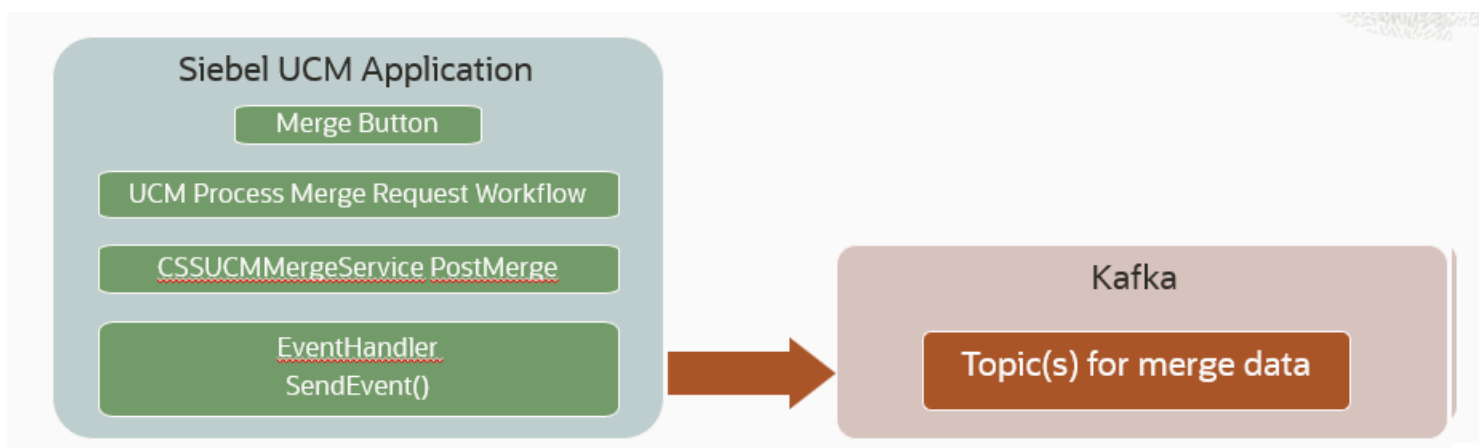 Siebel UCM Application
Merge Button
UCM Process Merge Request Workflow
CSSUCMMergeService PostMerge
EventHandler
SendEvent()
Kafka
Topic(s) for merge data